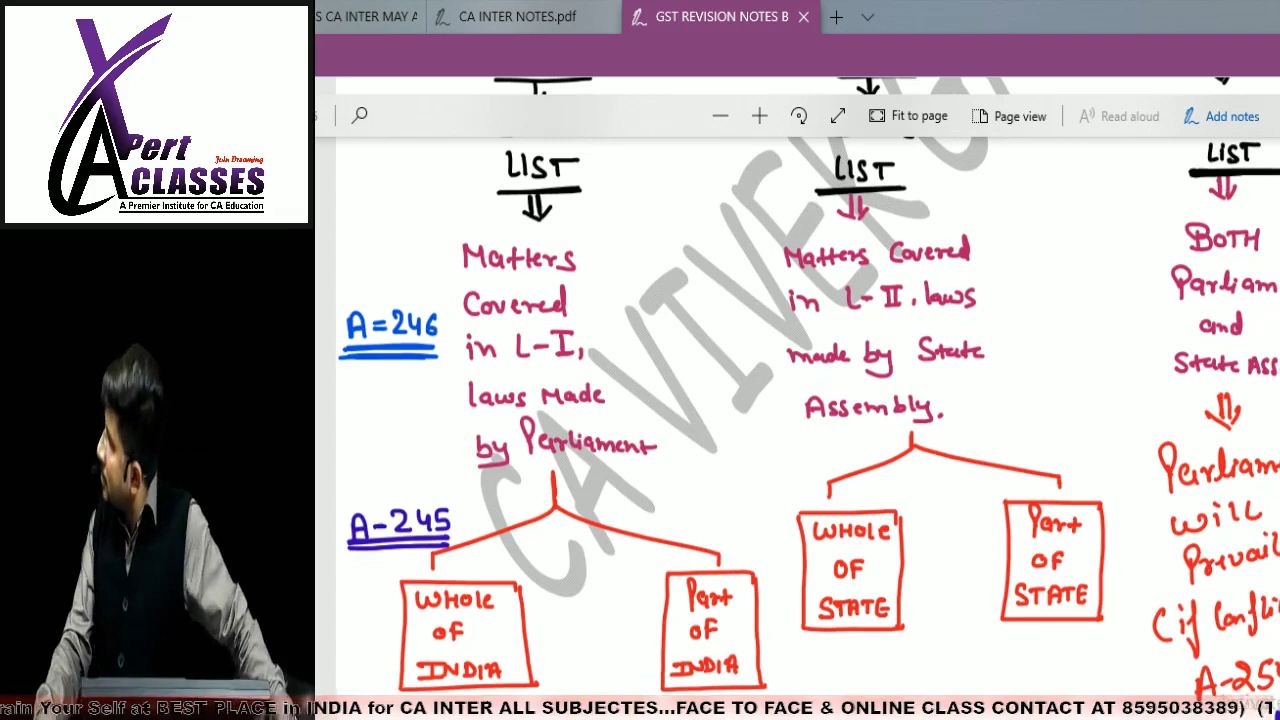 S CA INTER MAY A
CA INTER NOTES.pdf
GST REVISION NOTES B
Fit to page
Page view
Read aloud
Add notes
XPert
Join Dreaming
CA CLASSES
A Premier Institute for CA Education
LIST
Matters
Covered
in L-I,
laws Made
by Parliament
A=246
A-245
WHole
OF
INDIA
Part
OF
INDIA
LIST
Matters Covered
in L-II, laws
made by State
Assembly.
WHole
OF
STATE
Part
OF
STATE
LIST
BOTH
Parliam
and
State Ass
Parliam
will
Prevail
(if Confli
A-254
CA VIVEK G
rain Your Self at BEST PLACE in INDIA for CA INTER ALL SUBJECTES...FACE TO FACE & ONLINE CLASS CONTACT AT 8595038389) (1